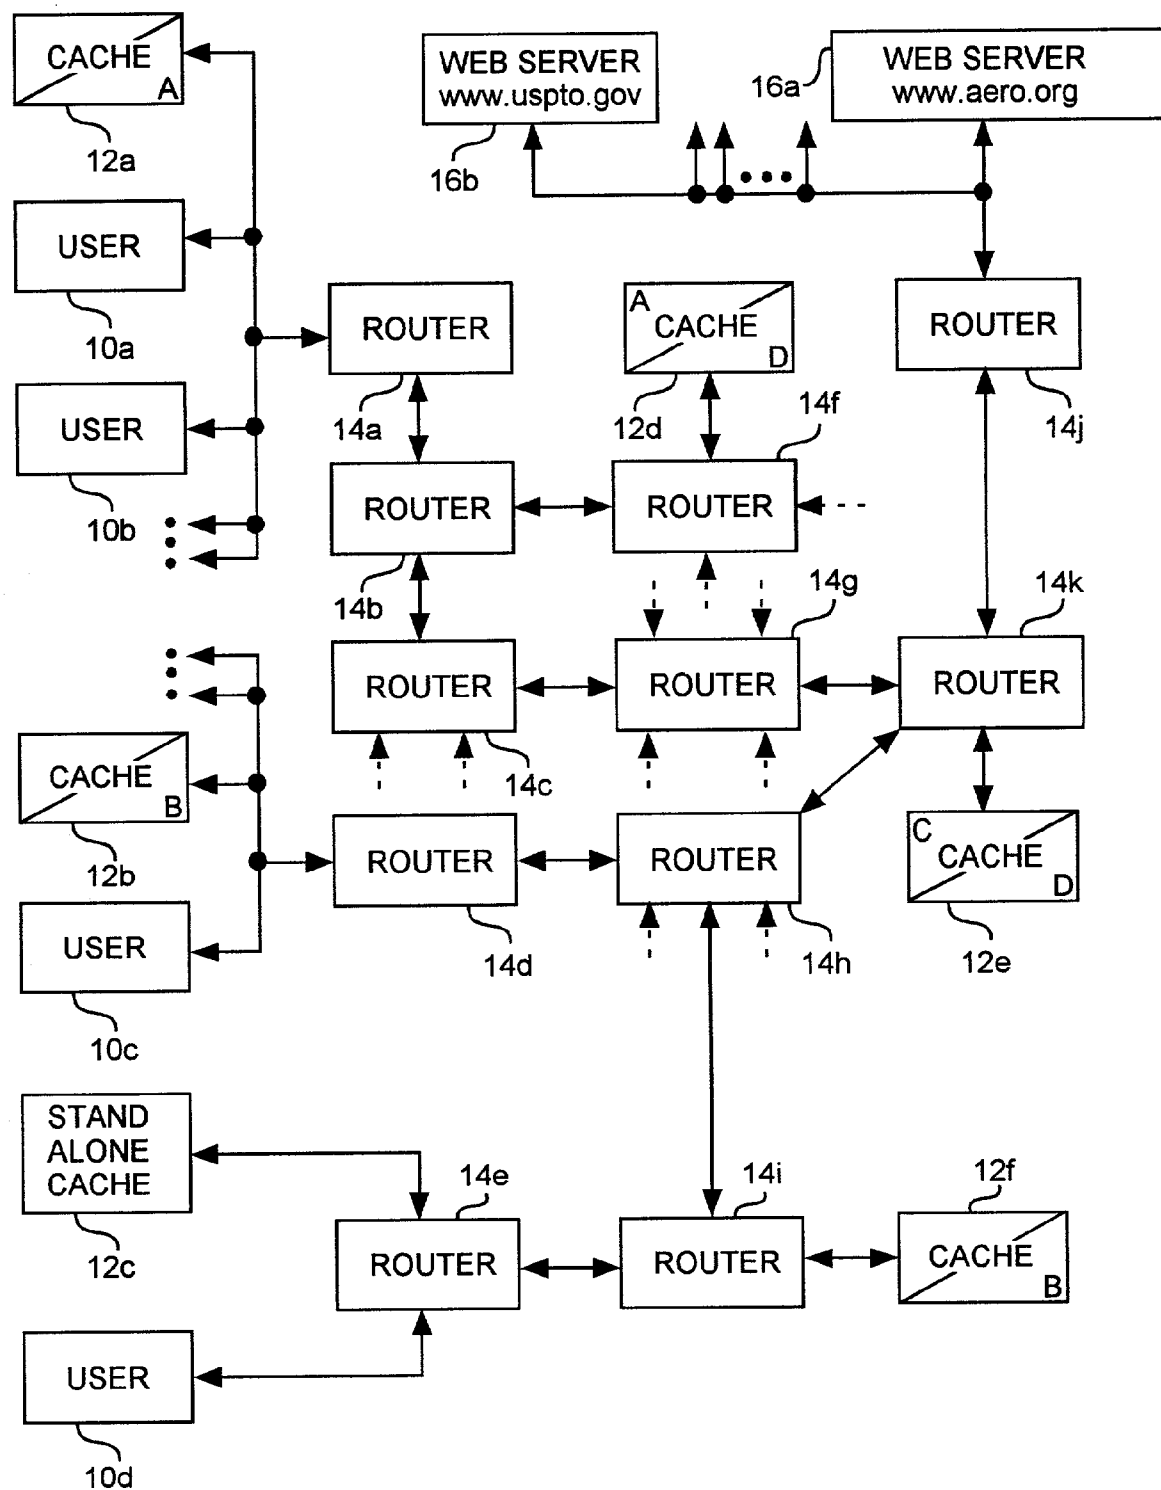 CACHE
A
12a
WEB SERVER
www.uspto.gov
16b
16a
WEB SERVER
www.aero.org
USER
10a
ROUTER
14a
A
CACHE
D
12d
ROUTER
14j
USER
10b
ROUTER
14b
14f
ROUTER
ROUTER
14c
14g
ROUTER
14k
ROUTER
CACHE
B
12b
ROUTER
14d
ROUTER
14h
C
CACHE
D
12e
USER
10c
STAND
ALONE
CACHE
12c
14e
ROUTER
14i
ROUTER
12f
CACHE
B
USER
10d